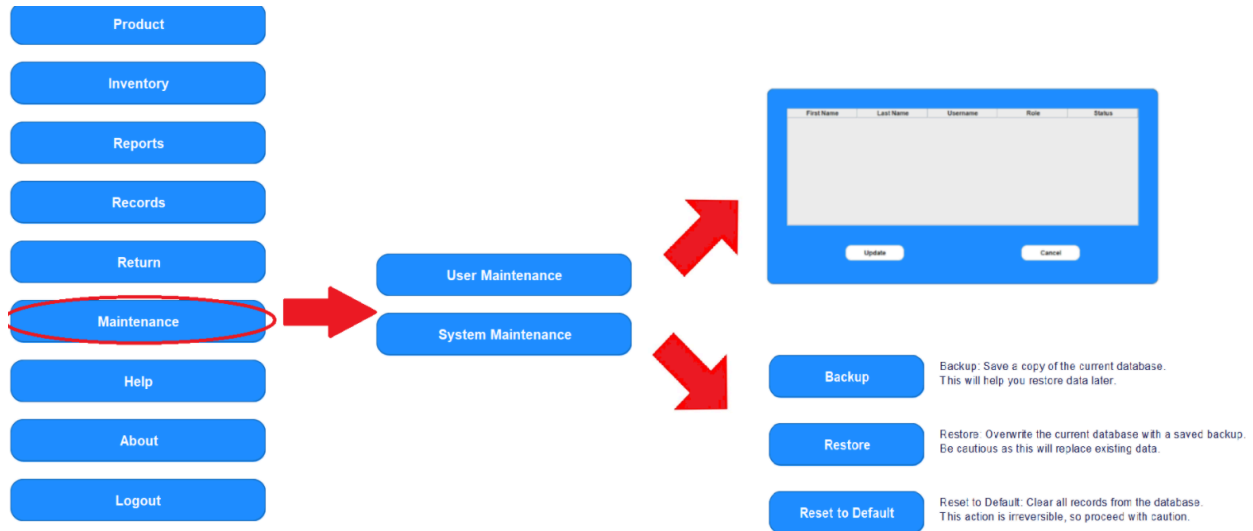 Product
Inventory
Reports
Records
Return
Maintenance
Help
About
Logout
User Maintenance
System Maintenance
First Name Last Name Username Role Status
Update Cancel
Backup
Backup: Save a copy of the current database.
This will help you restore data later.
Restore
Restore: Overwrite the current database with a saved backup.
Be cautious as this will replace existing data.
Reset to Default
Reset to Default: Clear all records from the database.
This action is irreversible, so proceed with caution.